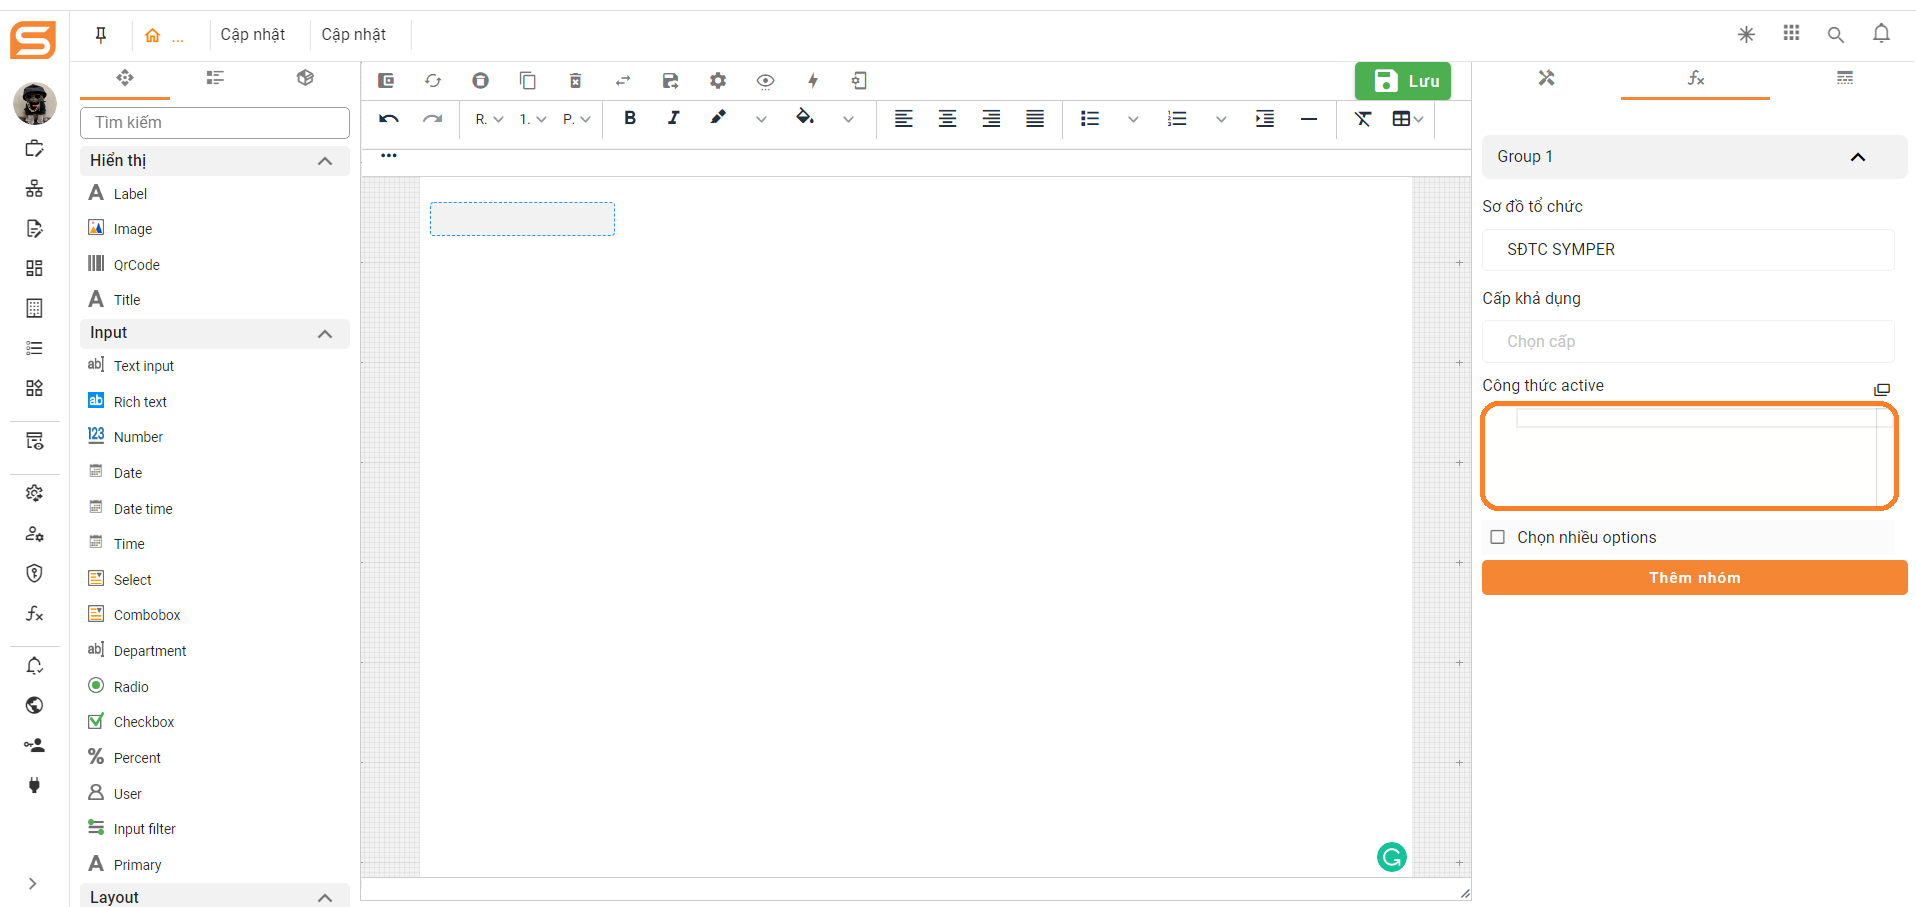 ...
Cập nhật
Cập nhật
Tìm kiếm
Hiển thị
Label
Image
QrCode
Title
Input
Text input
Rich text
Number
Date
Date time
Time
Select
Combobox
Department
Radio
Checkbox
Percent
User
Input filter
Primary
Layout
Lưu
R.
1.
P.
B
I
Group 1
Sơ đồ tổ chức
SĐTC SYMPER
Cấp khả dụng
Chọn cấp
Công thức active
Chọn nhiều options
Thêm nhóm